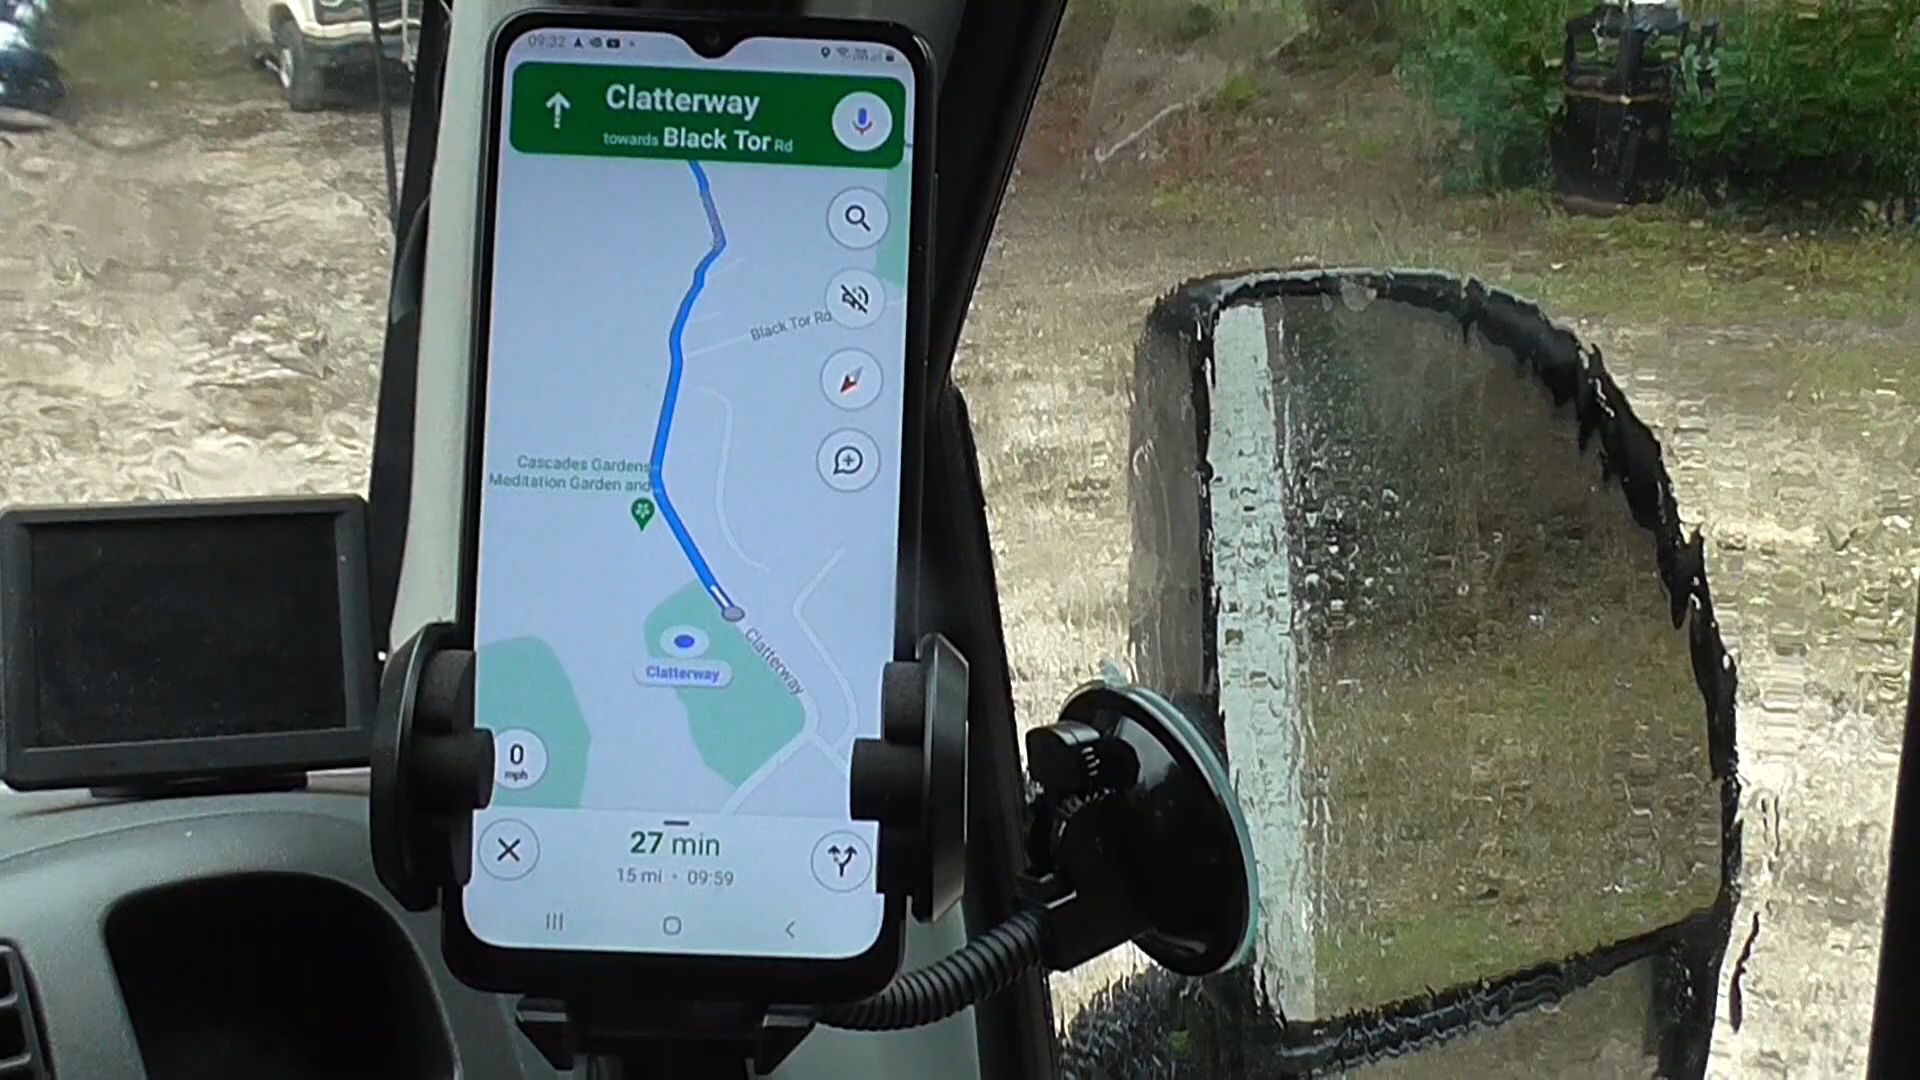 09:32
Clatterway
towards Black Tor Rd
Black Tor Rd
Cascades Gardens
Meditation Garden and
Clatterway
Clatterway
0
mph
27 min
15 mi • 09:59